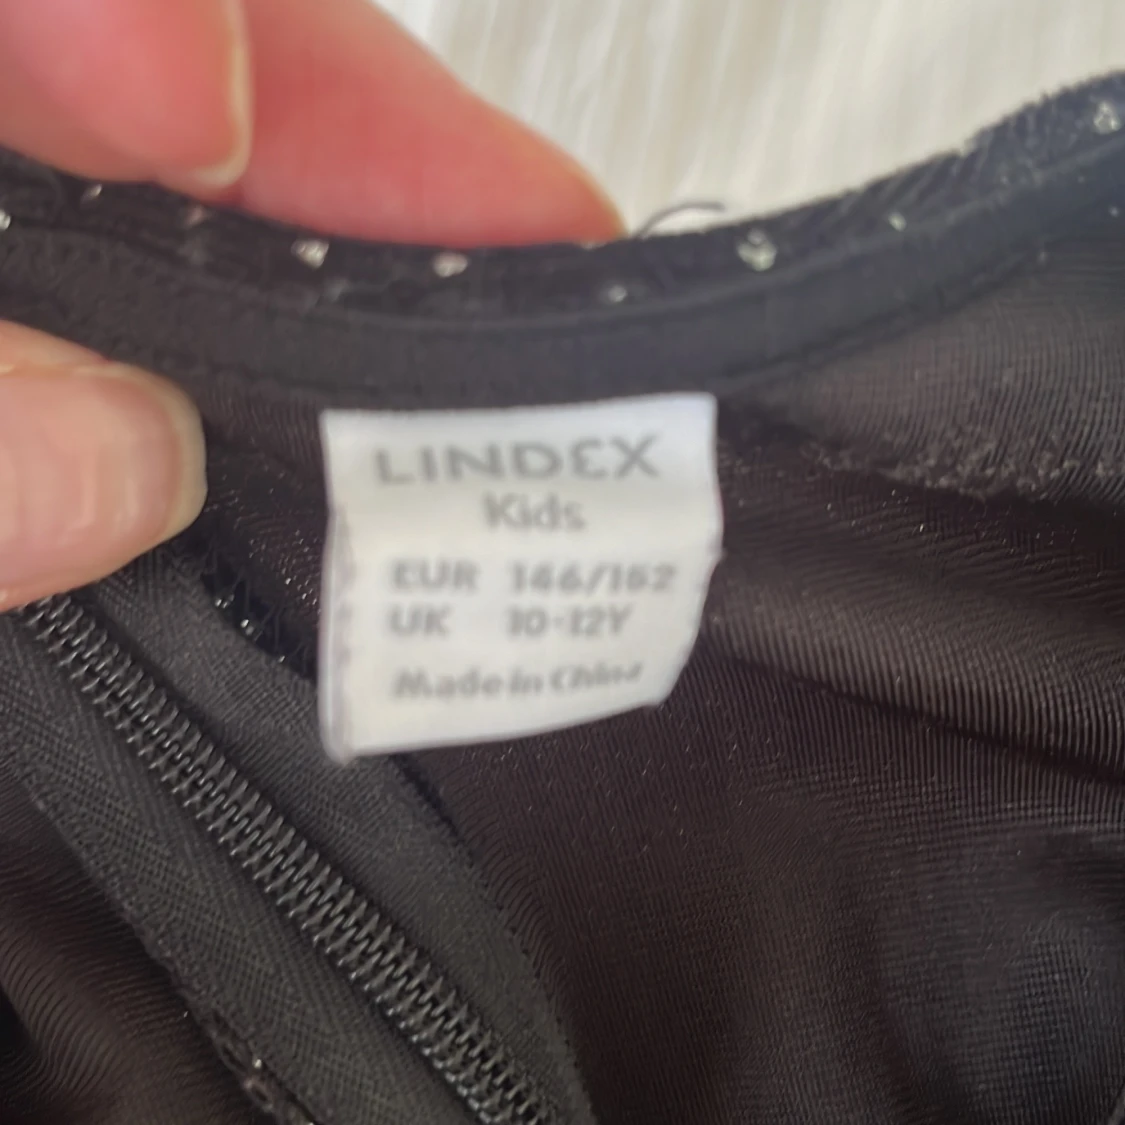 LINDEX
Kids
EUR 146/152
UK 10-12Y
Made in China